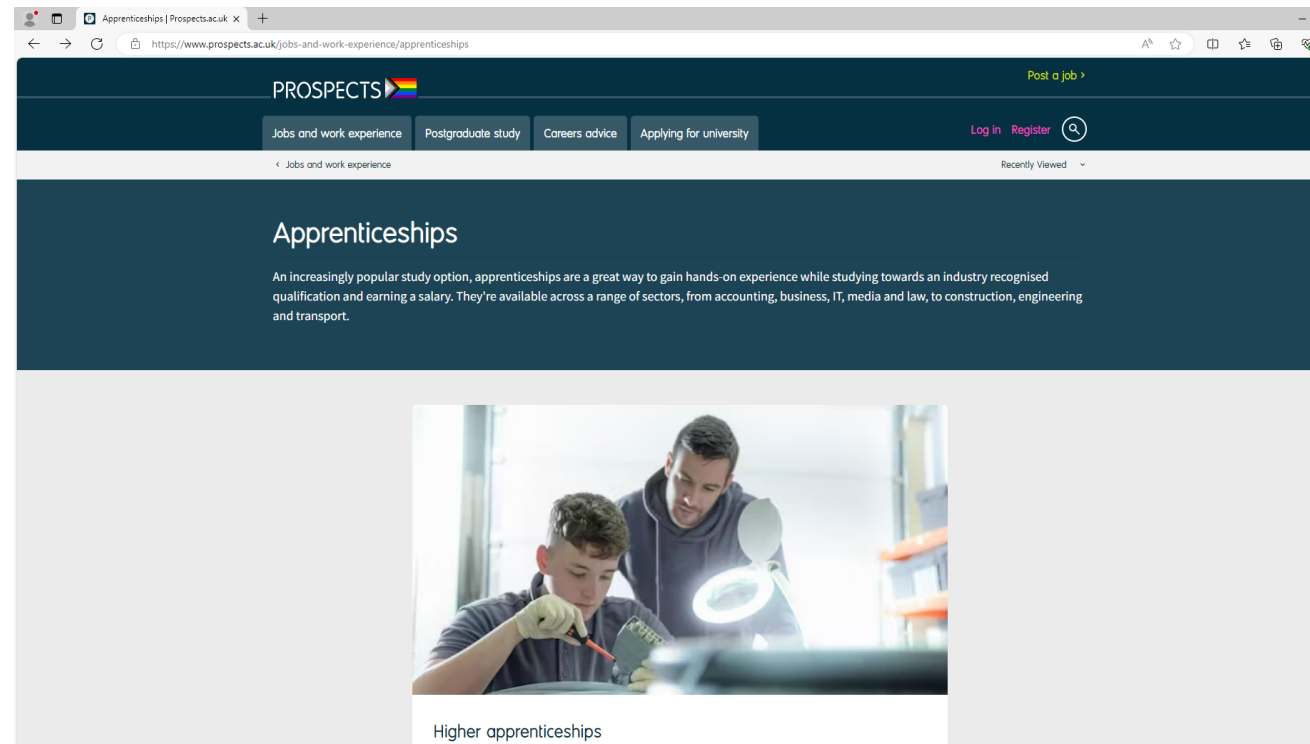 Apprenticeships | Prospects.ac.uk
https://www.prospects.ac.uk/jobs-and-work-experience/apprenticeships
Post a job ›
PROSPECTS
Jobs and work experience Postgraduate study Careers advice Applying for university Log in Register
‹ Jobs and work experience Recently Viewed
Apprenticeships
An increasingly popular study option, apprenticeships are a great way to gain hands-on experience while studying towards an industry recognised
qualification and earning a salary. They're available across a range of sectors, from accounting, business, IT, media and law, to construction, engineering
and transport.
Higher apprenticeships